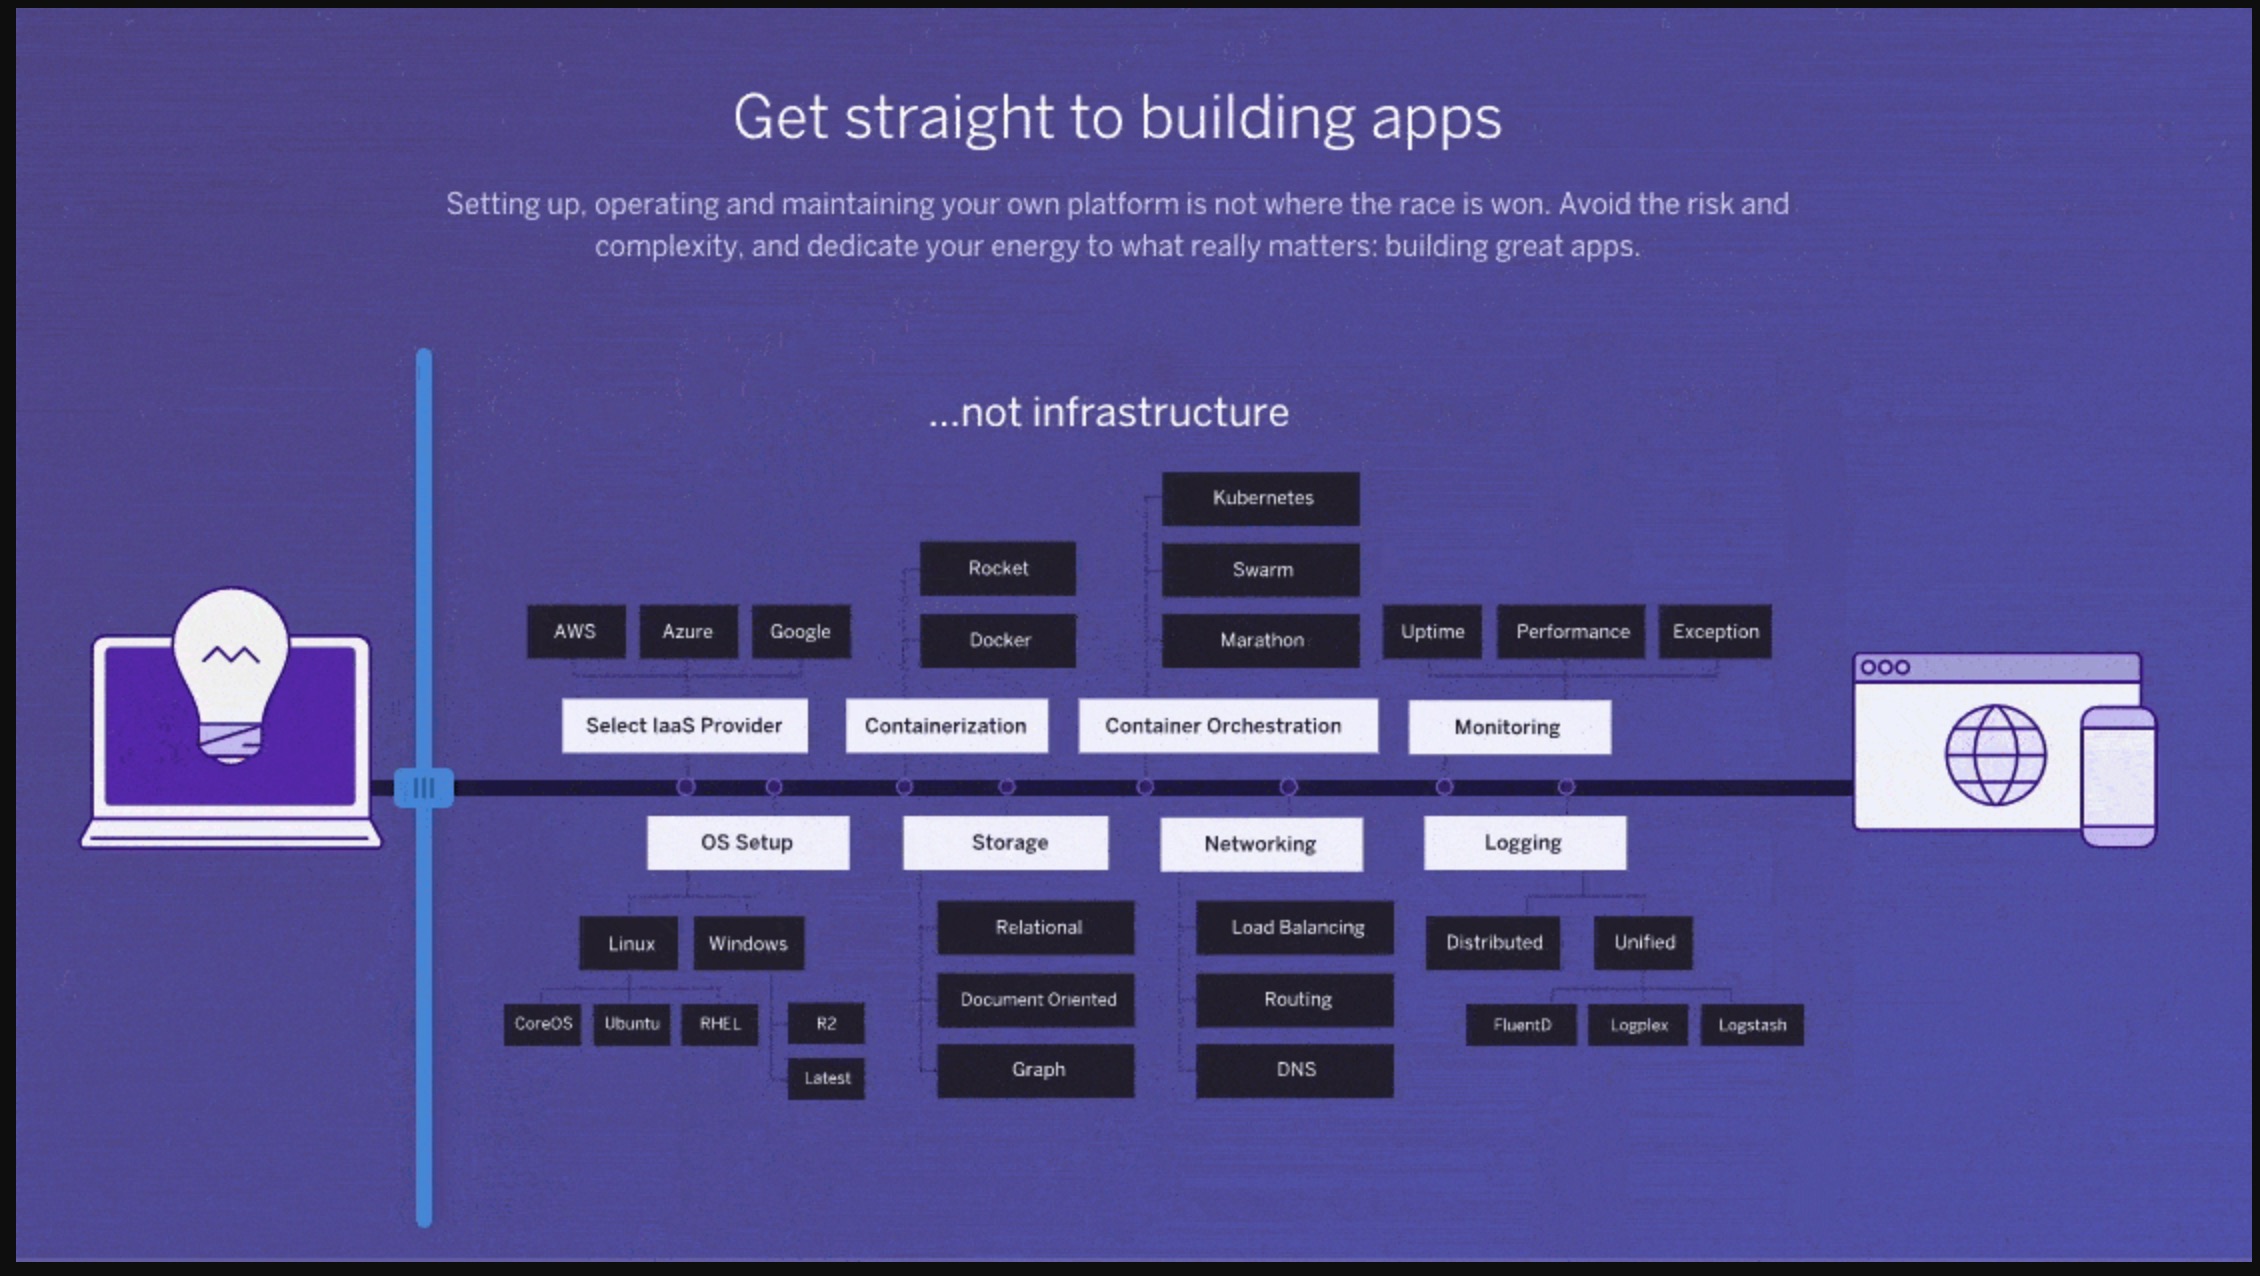 Get straight to building apps
Setting up, operating and maintaining your own platform is not where the race is won. Avoid the risk and
complexity, and dedicate your energy to what really matters: building great apps.
...not infrastructure
Kubernetes
Rocket
Swarm
AWS
Azure
Google
Docker
Marathon
Uptime
Performance
Exception
Select IaaS Provider
Containerization
Container Orchestration
Monitoring
OS Setup
Storage
Networking
Logging
Linux
Windows
Relational
Load Balancing
Distributed
Unified
CoreOS
Ubuntu
RHEL
R2
Document Oriented
Routing
FluentD
Logplex
Logstash
Latest
Graph
DNS